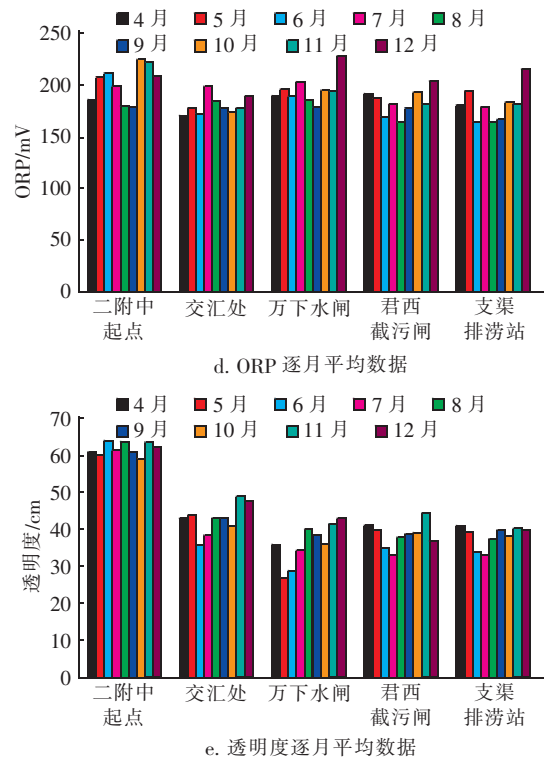 4 月 5 月 6 月 7 月 8 月
9 月 10 月 11 月 12 月
250
200
150
100
50
0
ORP/mV
二附中起点
交汇处
万下水闸
君西截污闸
支渠排涝站
d. ORP 逐月平均数据
4 月 5 月 6 月 7 月 8 月
9 月 10 月 11 月 12 月
70
60
50
40
30
20
10
0
透明度/cm
二附中起点
交汇处
万下水闸
君西截污闸
支渠排涝站
e. 透明度逐月平均数据